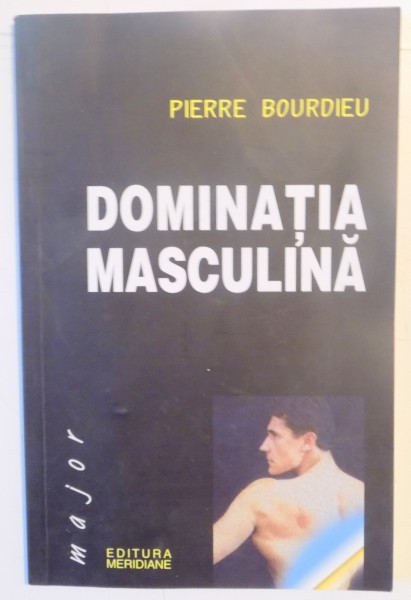 PIERRE BOURDIEU
DOMINAȚIA
MASCULINĂ
major
EDITURA
MERIDIANE